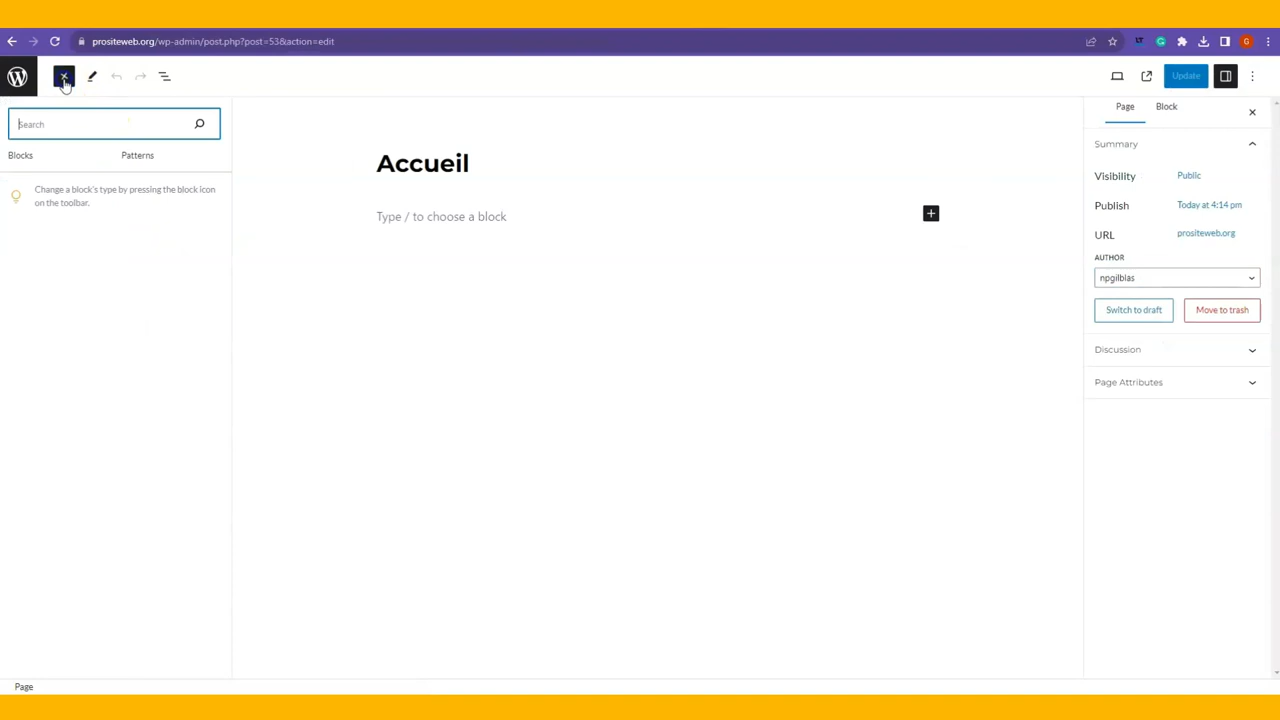 prositeweb.org/wp-admin/post.php?post=53&action=edit
Update
Search
Blocks
Patterns
Change a block's type by pressing the block icon
on the toolbar.
Accueil
Type / to choose a block
Page
Block
Summary
Visibility
Public
Publish
Today at 4:14 pm
URL
prositeweb.org
AUTHOR
npgilblas
Switch to draft
Move to trash
Discussion
Page Attributes
Page